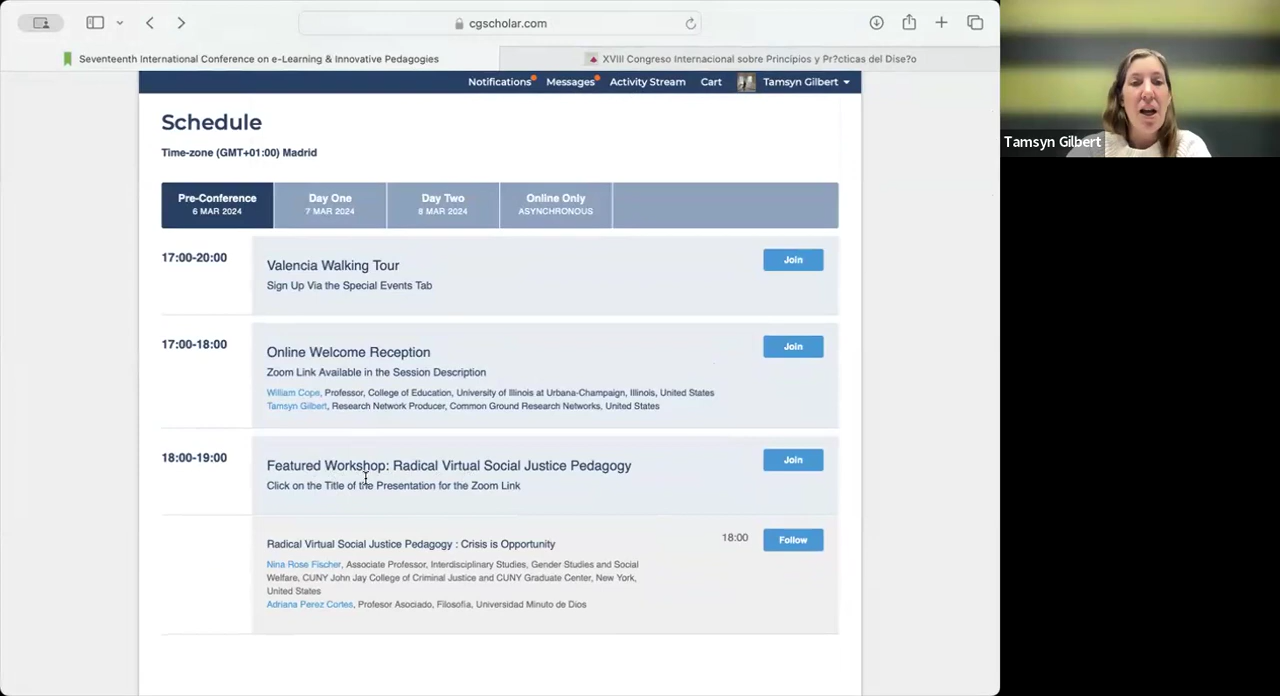 cgscholar.com
Seventeenth International Conference on e-Learning & Innovative Pedagogies
XVIII Congreso Internacional sobre Principios y Pr?cticas del Dise?o
Notifications Messages Activity Stream Cart Tamsyn Gilbert
Tamsyn Gilbert
Schedule
Time-zone (GMT+01:00) Madrid
Pre-Conference Day One Day Two Online Only
6 MAR 2024 7 MAR 2024 8 MAR 2024 ASYNCHRONOUS
17:00-20:00 Valencia Walking Tour Join
Sign Up Via the Special Events Tab
17:00-18:00 Online Welcome Reception Join
Zoom Link Available in the Session Description
William Cope, Professor, College of Education, University of Illinois at Urbana-Champaign, Illinois, United States
Tamsyn Gilbert, Research Network Producer, Common Ground Research Networks, United States
18:00-19:00 Featured Workshop: Radical Virtual Social Justice Pedagogy Join
Click on the Title of the Presentation for the Zoom Link
Radical Virtual Social Justice Pedagogy : Crisis is Opportunity 18:00 Follow
Nina Rose Fischer, Associate Professor, Interdisciplinary Studies, Gender Studies and Social
Welfare, CUNY John Jay College of Criminal Justice and CUNY Graduate Center, New York,
United States
Adriana Perez Cortes, Profesor Asociado, Filosofía, Universidad Minuto de Dios